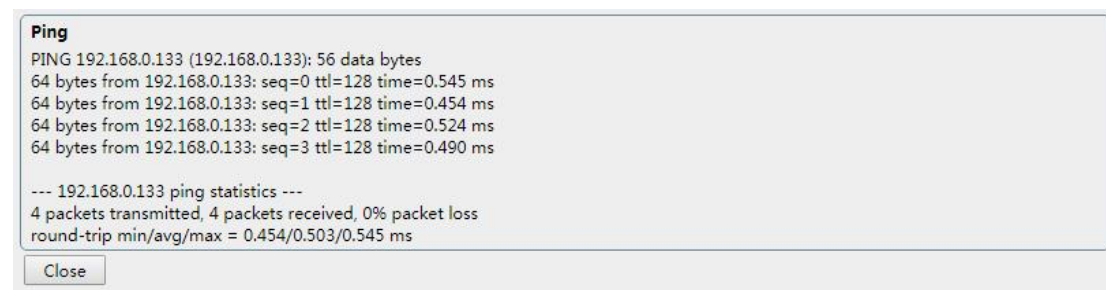 Ping
PING 192.168.0.133 (192.168.0.133): 56 data bytes
64 bytes from 192.168.0.133: seq=0 ttl=128 time=0.545 ms
64 bytes from 192.168.0.133: seq=1 ttl=128 time=0.454 ms
64 bytes from 192.168.0.133: seq=2 ttl=128 time=0.524 ms
64 bytes from 192.168.0.133: seq=3 ttl=128 time=0.490 ms
--- 192.168.0.133 ping statistics ---
4 packets transmitted, 4 packets received, 0% packet loss
round-trip min/avg/max = 0.454/0.503/0.545 ms
Close